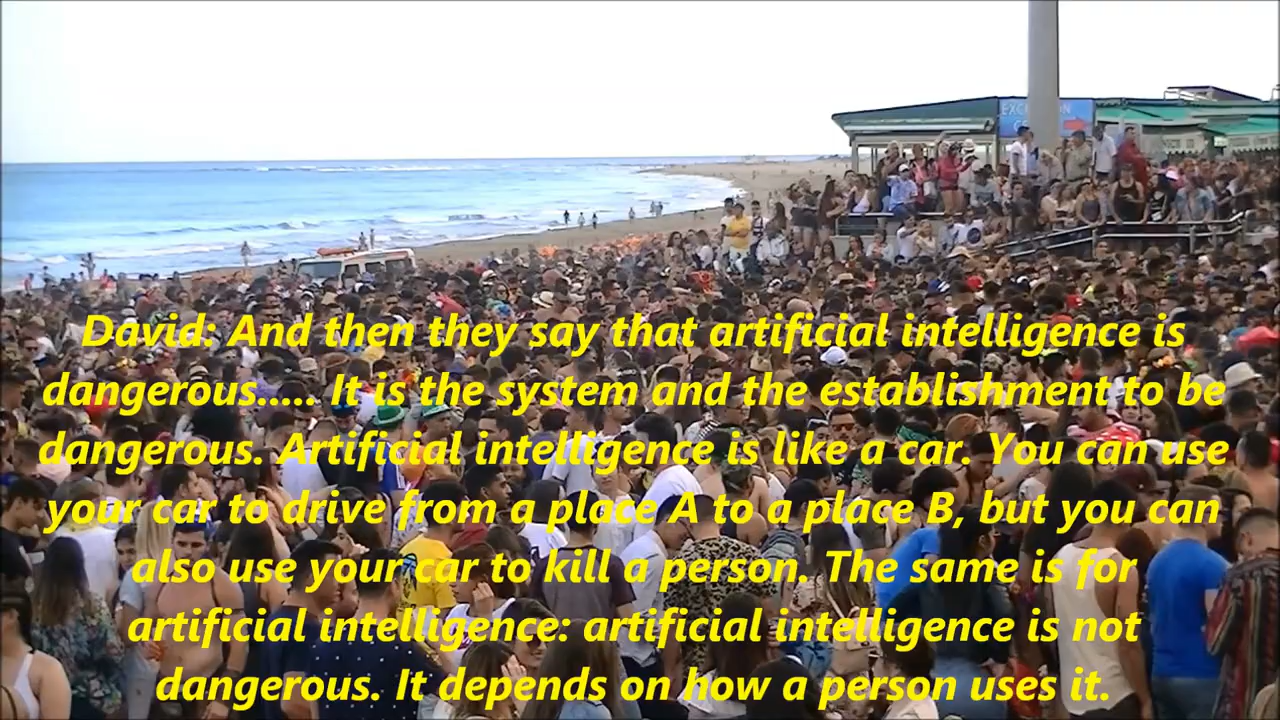 EXCURSION
David: And then they say that artificial intelligence is
dangerous..... It is the system and the establishment to be
dangerous. Artificial intelligence is like a car. You can use
your car to drive from a place A to a place B, but you can
also use your car to kill a person. The same is for
artificial intelligence: artificial intelligence is not
dangerous. It depends on how a person uses it.